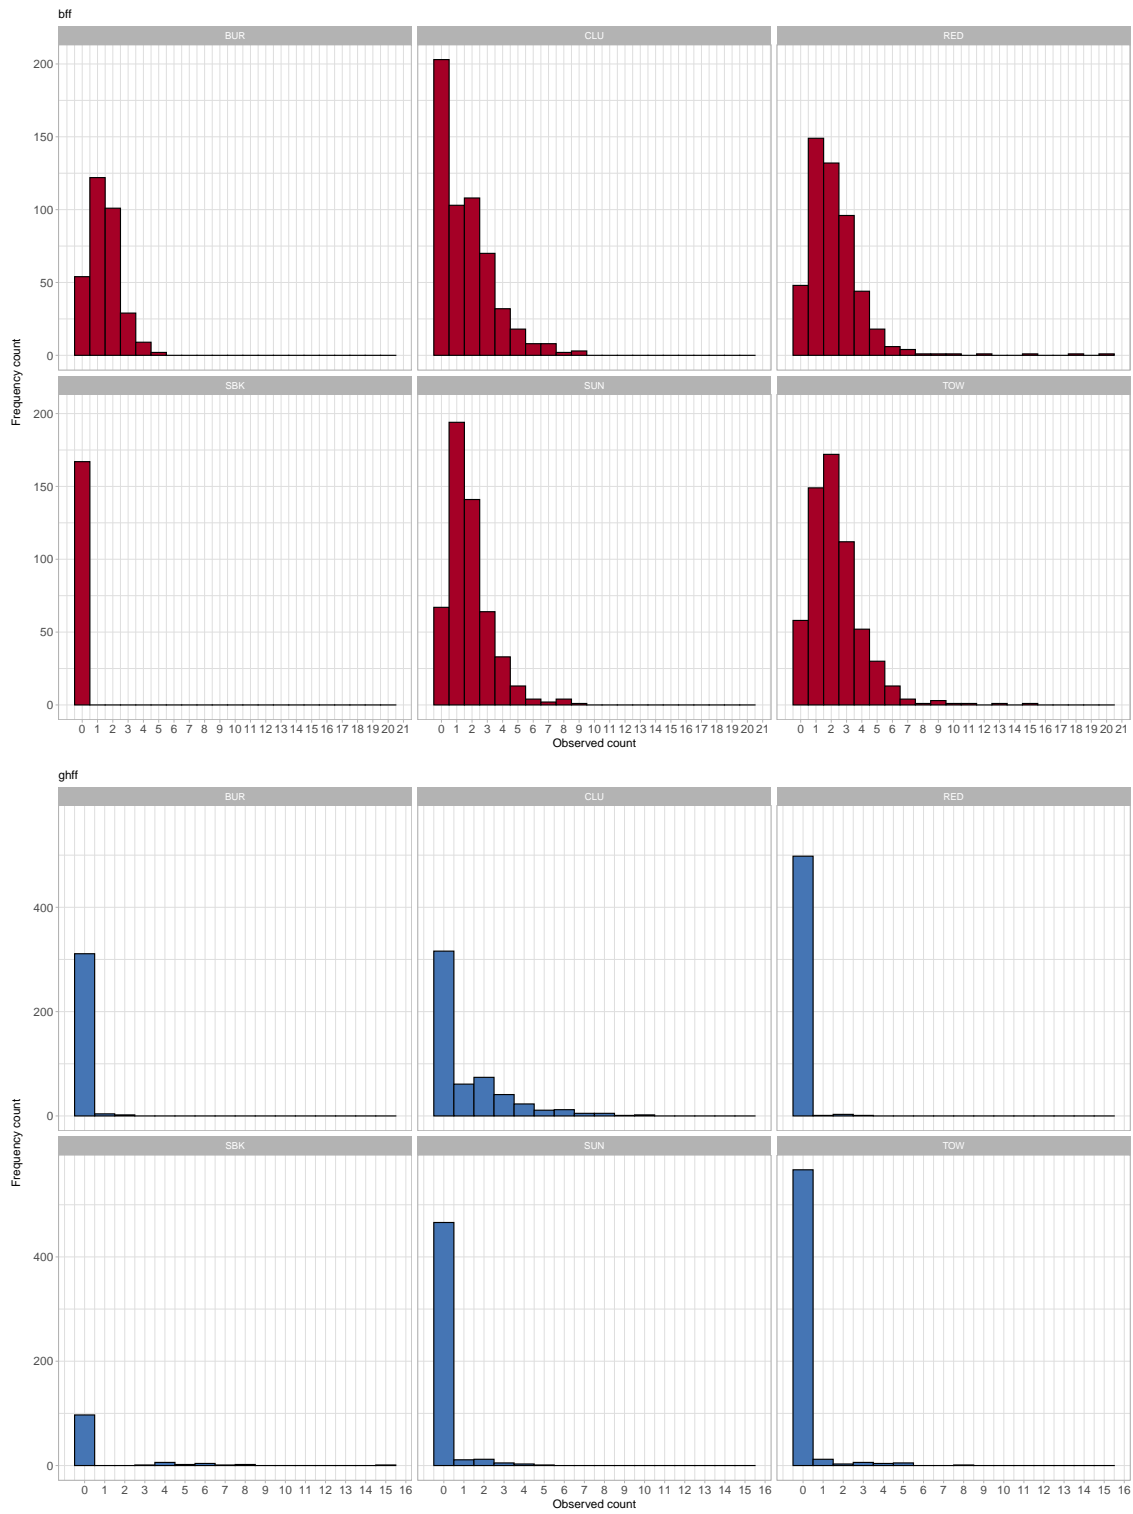 bff
BUR CLU RED
200
150
100
50
0
Frequency count
SBK SUN TOW
200
150
100
50
0
0 1 2 3 4 5 6 7 8 9 10 11 12 13 14 15 16 17 18 19 20 21 0 1 2 3 4 5 6 7 8 9 10 11 12 13 14 15 16 17 18 19 20 21 0 1 2 3 4 5 6 7 8 9 10 11 12 13 14 15 16 17 18 19 20 21
Observed count
ghff
BUR CLU RED
400
200
0
Frequency count
SBK SUN TOW
400
200
0
0 1 2 3 4 5 6 7 8 9 10 11 12 13 14 15 16 0 1 2 3 4 5 6 7 8 9 10 11 12 13 14 15 16 0 1 2 3 4 5 6 7 8 9 10 11 12 13 14 15 16
Observed count